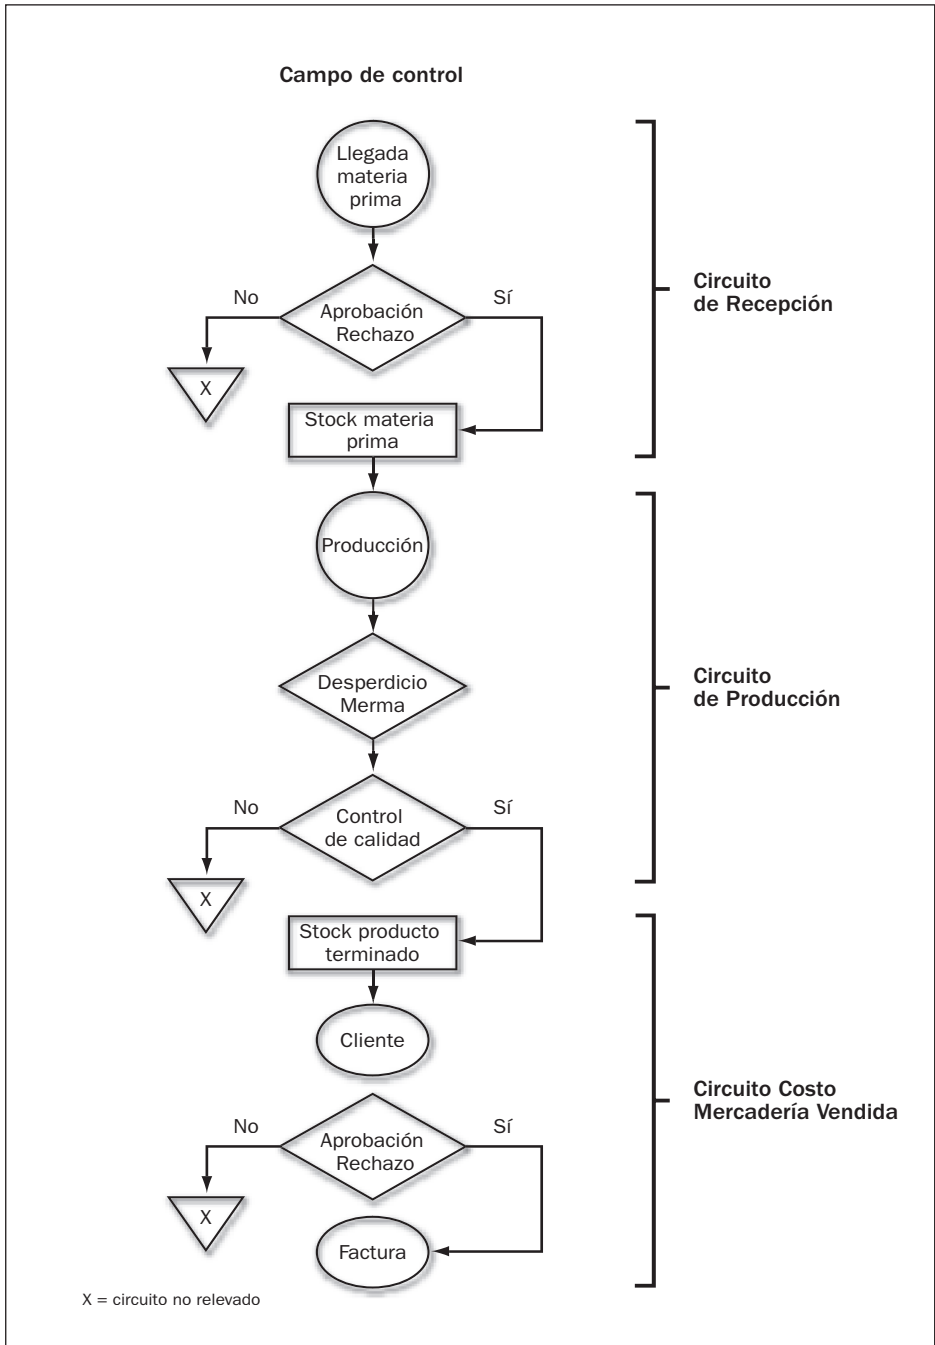 Campo de control
Llegada
materia
prima
Circuito
de Recepción
No
Sí
Aprobación
Rechazo
X
Stock materia
prima
Producción
Circuito
de Producción
Desperdicio
Merma
No
Sí
Control
de calidad
X
Stock producto
terminado
Cliente
Circuito Costo
Mercadería Vendida
No
Sí
Aprobación
Rechazo
X
Factura
X = circuito no relevado